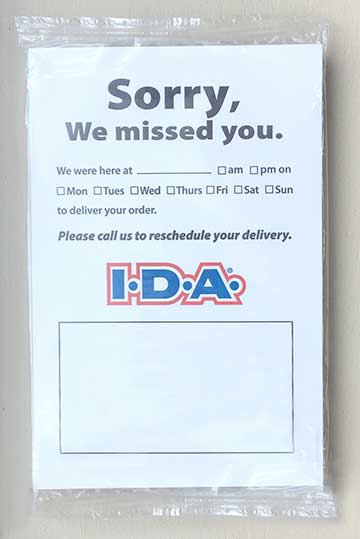 Sorry,
We missed you.
We were here at ____________ ☐ am ☐ pm on
☐ Mon ☐ Tues ☐ Wed ☐ Thurs ☐ Fri ☐ Sat ☐ Sun
to deliver your order.
Please call us to reschedule your delivery.
I•D•A•®